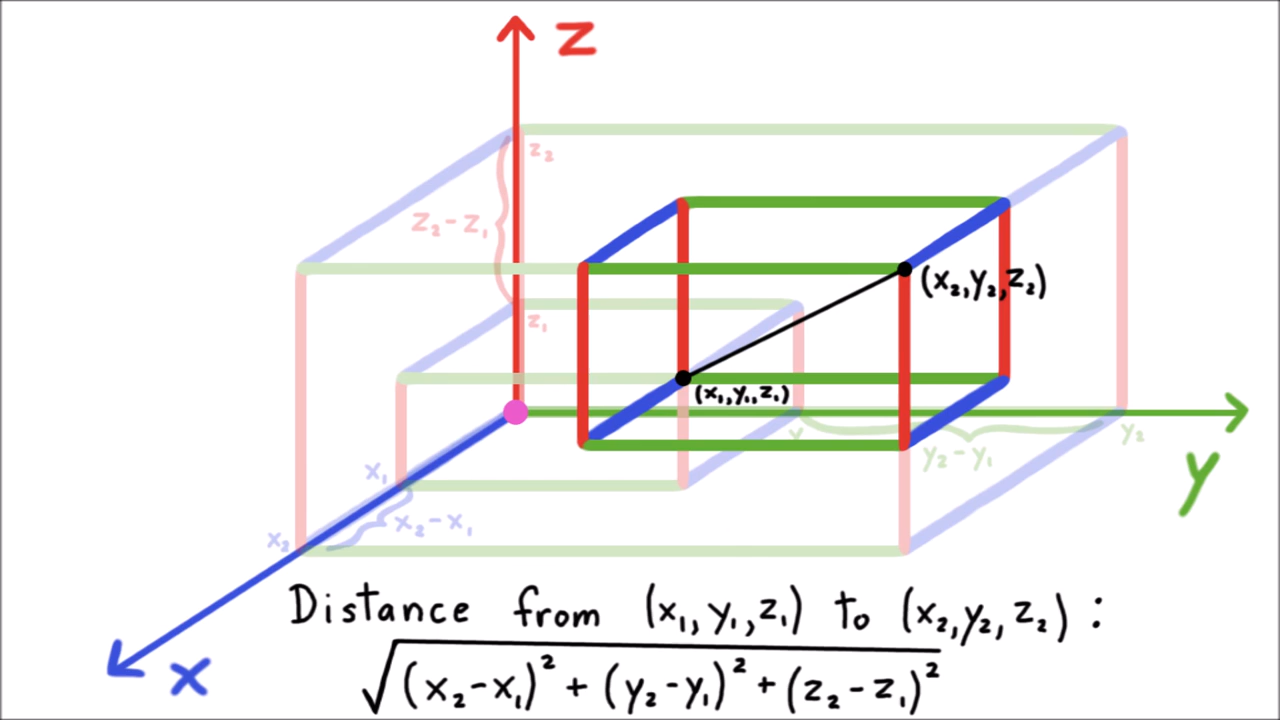 z
z₂
z₂-z₁
(x₂,y₂,z₂)
z₁
(x₁,y₁,z₁)
y
y₂
y₂-y₁
x₁
y
x₂-x₁
x₂
Distance from (x₁,y₁,z₁) to (x₂,y₂,z₂):
x
√((x₂-x₁)²+(y₂-y₁)²+(z₂-z₁)²)